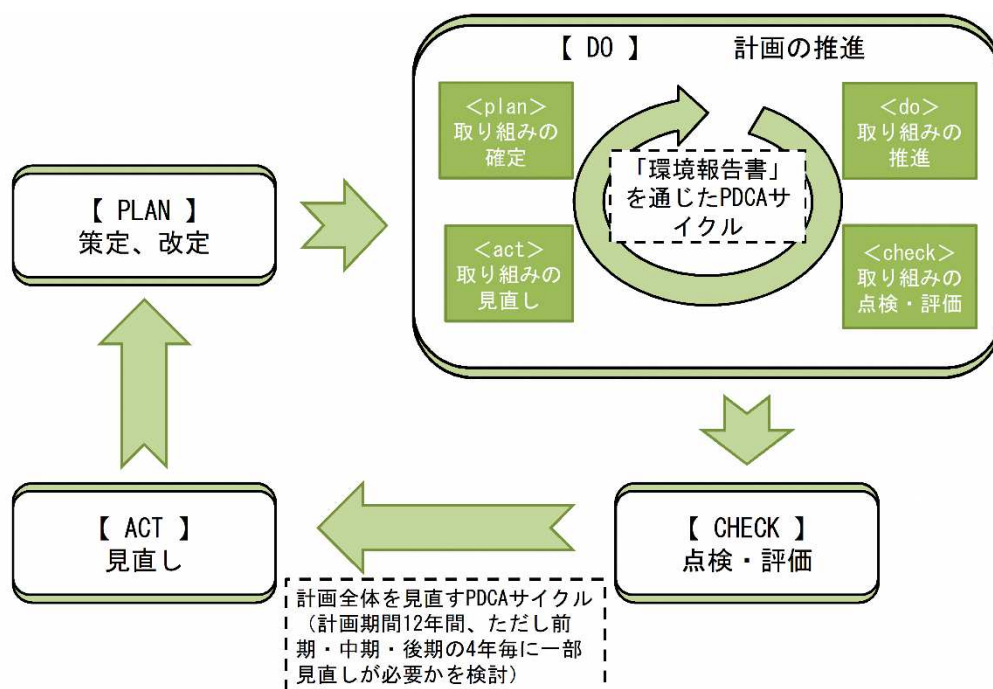 【 DO 】 計画の推進
<plan>
取り組みの
確定
<do>
取り組みの
推進
「環境報告書」
を通じたPDCAサ
イクル
<act>
取り組みの
見直し
<check>
取り組みの
点検・評価
【 PLAN 】
策定、改定
【 CHECK 】
点検・評価
【 ACT 】
見直し
計画全体を見直すPDCAサイクル
（計画期間12年間、ただし前
期・中期・後期の4年毎に一部
見直しが必要かを検討）